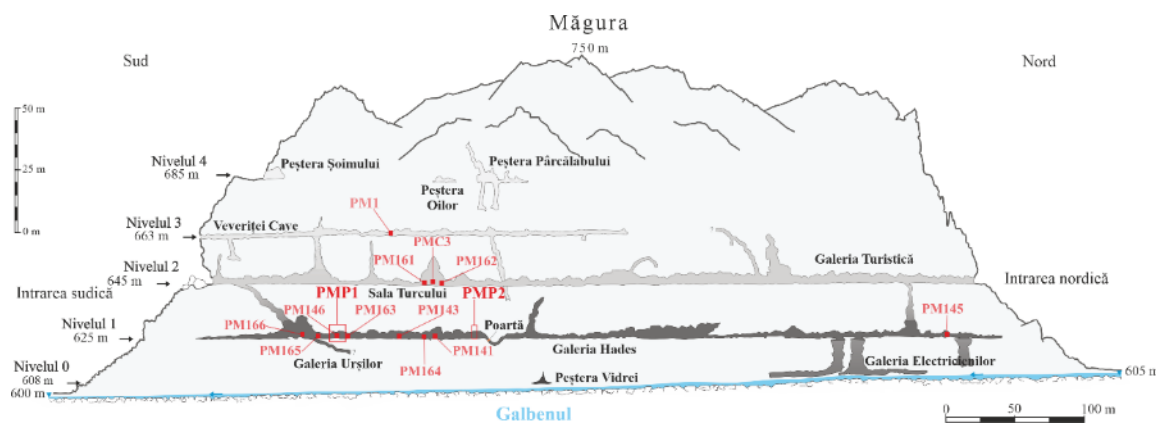 Măgura
750 m
Sud
Nord
50 m
25 m
0 m
Nivelul 4
685 m
Peștera Șoimului
Peștera Pârcălabului
Peștera
Oilor
PM1
Nivelul 3
663 m
Veveriței Cave
?
PMC3
PM161
PM162
Galeria Turistică
Nivelul 2
645 m
Intrarea sudică
Intrarea nordică
PMP1
Sala Turcului
PMP2
PM146
PM163
PM143
PM145
Nivelul 1
625 m
PM166
Poartă
PM165
Galeria Urșilor
?
PM164
PM141
Galeria Hades
Galeria Electricienilor
Nivelul 0
608 m
600 m
Peștera Vidrei
605 m
Galbenul
0 50 100 m